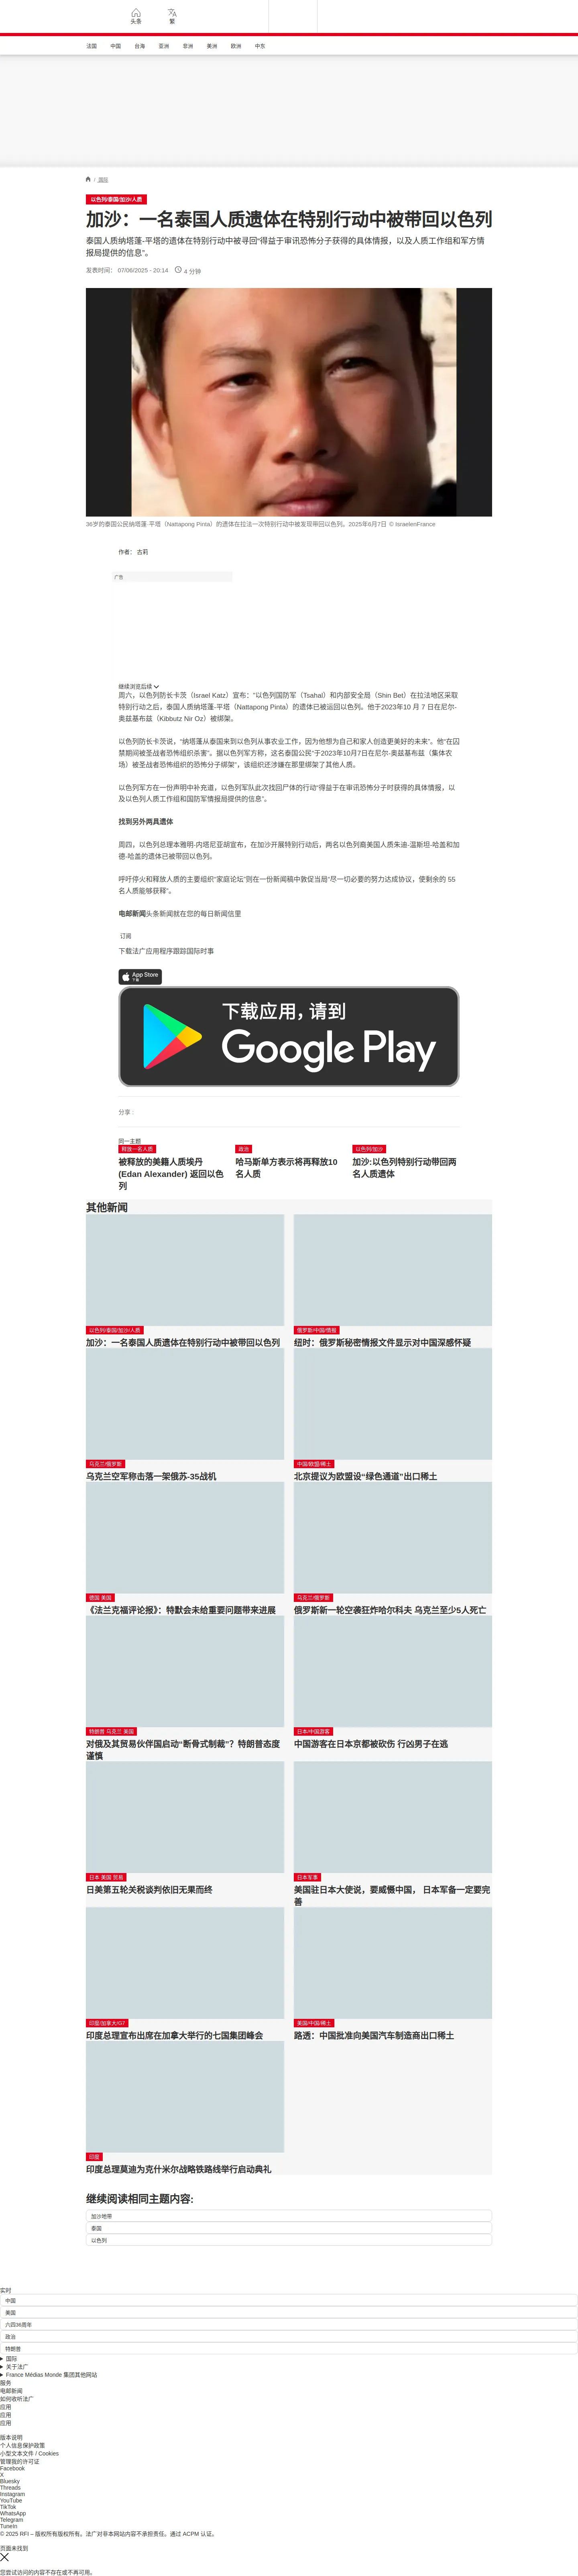 头条
繁
法国 中国 台海 亚洲 非洲 美洲 欧洲 中东
/ 国际
以色列/泰国/加沙/人质
加沙：一名泰国人质遗体在特别行动中被带回以色列
泰国人质纳塔蓬-平塔的遗体在特别行动中被寻回“得益于审讯恐怖分子获得的具体情报，以及人质工作组和军方情
报局提供的信息”。
发表时间： 07/06/2025 - 20:14 4 分钟
36岁的泰国公民纳塔蓬·平塔（Nattapong Pinta）的遗体在拉法一次特别行动中被发现带回以色列。2025年6月7日 © IsraelenFrance
作者： 古莉
广告
继续浏览后续
周六，以色列防长卡茨（Israel Katz）宣布：“以色列国防军（Tsahal）和内部安全局（Shin Bet）在拉法地区采取
特别行动之后，泰国人质纳塔蓬-平塔（Nattapong Pinta）的遗体已被运回以色列。他于2023年10 月 7 日在尼尔-
奥兹基布兹（Kibbutz Nir Oz）被绑架。
以色列防长卡茨说，“纳塔蓬从泰国来到以色列从事农业工作，因为他想为自己和家人创造更美好的未来”。他“在囚
禁期间被圣战者恐怖组织杀害”。据以色列军方称，这名泰国公民“于2023年10月7日在尼尔-奥兹基布兹（集体农
场）被圣战者恐怖组织的恐怖分子绑架”，该组织还涉嫌在那里绑架了其他人质。
以色列军方在一份声明中补充道，以色列军队此次找回尸体的行动“得益于在审讯恐怖分子时获得的具体情报，以
及以色列人质工作组和国防军情报局提供的信息”。
找到另外两具遗体
周四，以色列总理本雅明-内塔尼亚胡宣布，在加沙开展特别行动后，两名以色列裔美国人质朱迪-温斯坦-哈盖和加
德-哈盖的遗体已被带回以色列。
呼吁停火和释放人质的主要组织“家庭论坛”则在一份新闻稿中敦促当局“尽一切必要的努力达成协议，使剩余的 55
名人质能够获释”。
电邮新闻头条新闻就在您的每日新闻信里
订阅
下载法广应用程序跟踪国际时事
App Store
下载
下载应用，请到
Google Play
分享 :
同一主题
释放一名人质
被释放的美籍人质埃丹
(Edan Alexander) 返回以色
列
政治
哈马斯单方表示将再释放10
名人质
以色列/加沙
加沙:以色列特别行动带回两
名人质遗体
其他新闻
以色列/泰国/加沙/人质
加沙：一名泰国人质遗体在特别行动中被带回以色列
俄罗斯/中国/情报
纽时：俄罗斯秘密情报文件显示对中国深感怀疑
乌克兰/俄罗斯
乌克兰空军称击落一架俄苏-35战机
中国/欧盟/稀土
北京提议为欧盟设“绿色通道”出口稀土
德国 美国
《法兰克福评论报》：特默会未给重要问题带来进展
乌克兰/俄罗斯
俄罗斯新一轮空袭狂炸哈尔科夫 乌克兰至少5人死亡
特朗普 乌克兰 美国
对俄及其贸易伙伴国启动“断骨式制裁”？特朗普态度
谨慎
日本/中国游客
中国游客在日本京都被砍伤 行凶男子在逃
日本 美国 贸易
日美第五轮关税谈判依旧无果而终
日本军事
美国驻日本大使说，要威慑中国， 日本军备一定要完
善
印度/加拿大/G7
印度总理宣布出席在加拿大举行的七国集团峰会
美国/中国/稀土
路透：中国批准向美国汽车制造商出口稀土
印度
印度总理莫迪为克什米尔战略铁路线举行启动典礼
继续阅读相同主题内容:
加沙地带
泰国
以色列
实时
中国
美国
六四36周年
政治
特朗普
国际
关于法广
France Médias Monde 集团其他网站
服务
电邮新闻
如何收听法广
应用
应用
应用
版本说明
个人信息保护政策
小型文本文件 / Cookies
管理我的许可证
Facebook
X
Bluesky
Threads
Instagram
YouTube
TikTok
WhatsApp
Telegram
TuneIn
© 2025 RFI – 版权所有版权所有。法广对非本网站内容不承担责任。通过 ACPM 认证。
页面未找到
您尝试访问的内容不存在或不再可用。